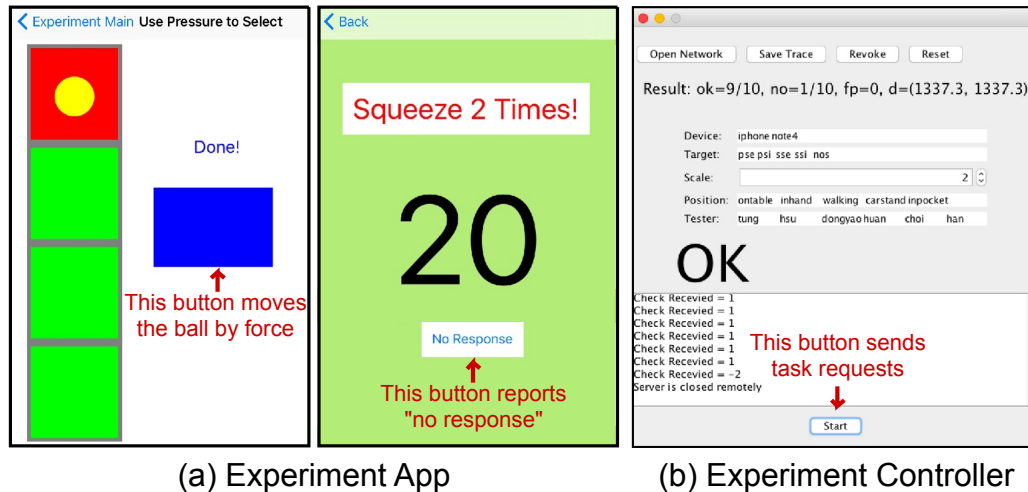 Experiment Main Use Pressure to Select
Done!
This button moves
the ball by force
Back
Squeeze 2 Times!
20
No Response
This button reports
"no response"
(a) Experiment App
Open Network Save Trace Revoke Reset
Result: ok=9/10, no=1/10, fp=0, d=(1337.3, 1337.3)
Device: iphone note4
Target: pse psi sse ssi nos
Scale: 2
Position: ontable inhand walking carstand inpocket
Tester: tung hsu dongyao huan choi han
OK
Check Recevied = 1
Check Recevied = 1
Check Recevied = 1
Check Recevied = 1
Check Recevied = 1
Check Recevied = 1
Check Recevied = -2
Server is closed remotely
This button sends
task requests
Start
(b) Experiment Controller